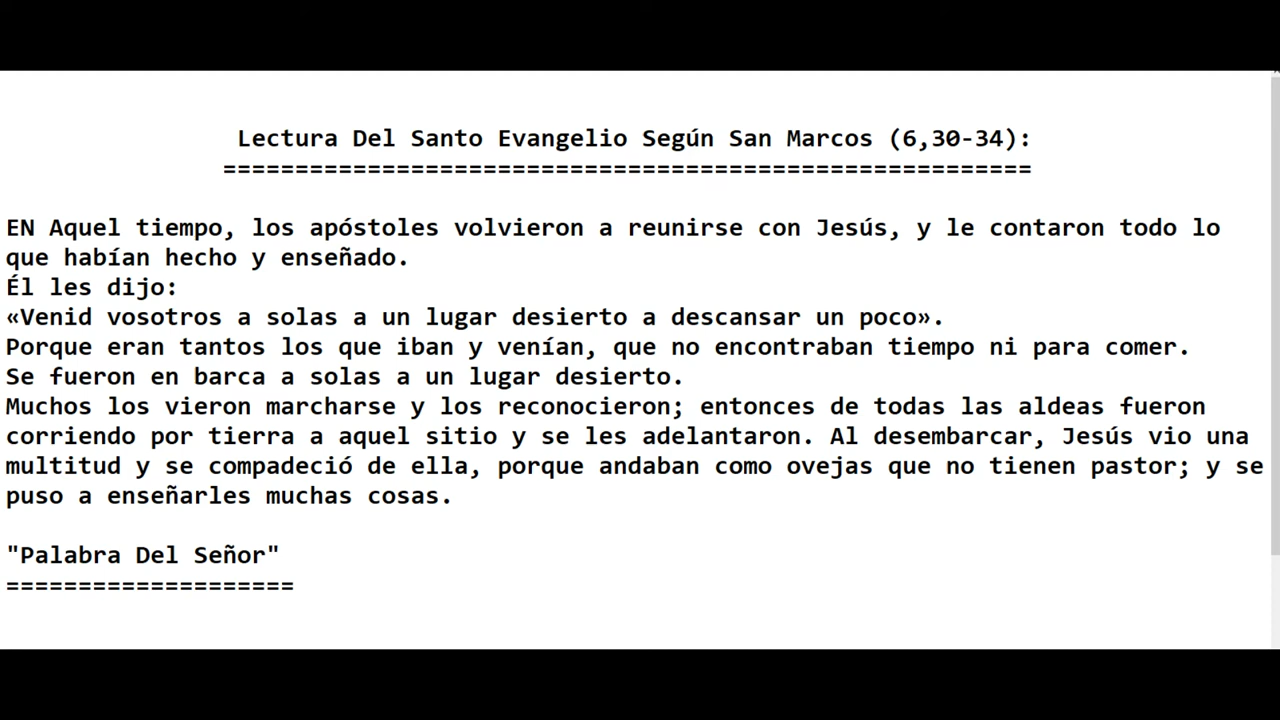 Lectura Del Santo Evangelio Según San Marcos (6,30-34):
========================================================
EN Aquel tiempo, los apóstoles volvieron a reunirse con Jesús, y le contaron todo lo
que habían hecho y enseñado.
Él les dijo:
«Venid vosotros a solas a un lugar desierto a descansar un poco».
Porque eran tantos los que iban y venían, que no encontraban tiempo ni para comer.
Se fueron en barca a solas a un lugar desierto.
Muchos los vieron marcharse y los reconocieron; entonces de todas las aldeas fueron
corriendo por tierra a aquel sitio y se les adelantaron. Al desembarcar, Jesús vio una
multitud y se compadeció de ella, porque andaban como ovejas que no tienen pastor; y se
puso a enseñarles muchas cosas.
"Palabra Del Señor"
====================